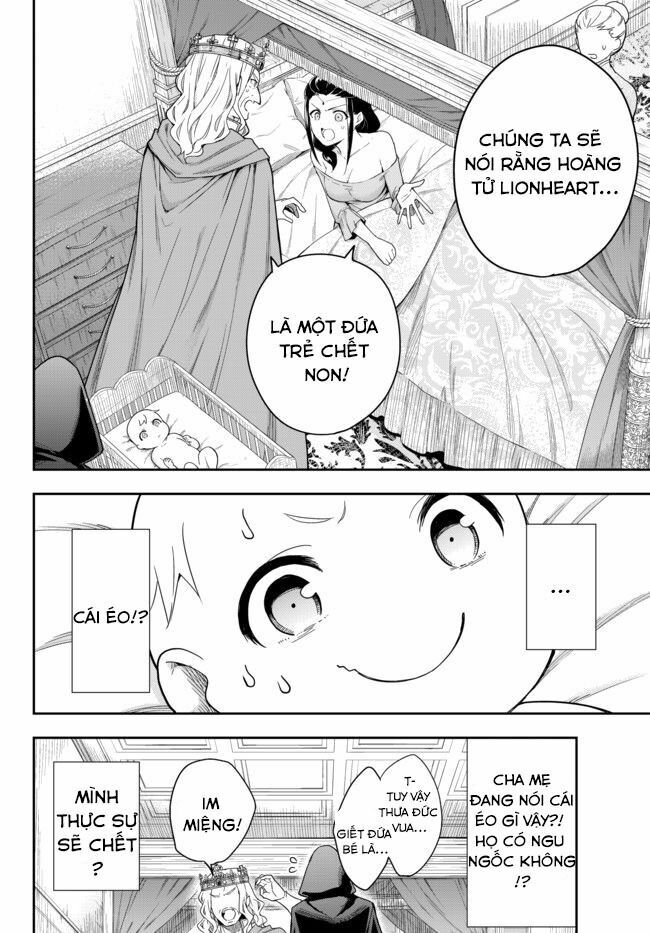 CHÚNG TA SẼ
NÓI RẰNG HOÀNG
TỬ LIONHEART...
LÀ MỘT ĐỨA
TRẺ CHẾT
NON!
...
CÁI ÉO!?
CHA MẸ
ĐANG NÓI CÁI
ÉO GÌ VẬY?!
HỌ CÓ NGU
NGỐC KHÔNG
!?
T-
TUY VẬY
THƯA ĐỨC
VUA...
GIẾT ĐỨA
BÉ LÀ...
IM
MIỆNG!
MÌNH
THỰC SỰ
SẼ CHẾT
?